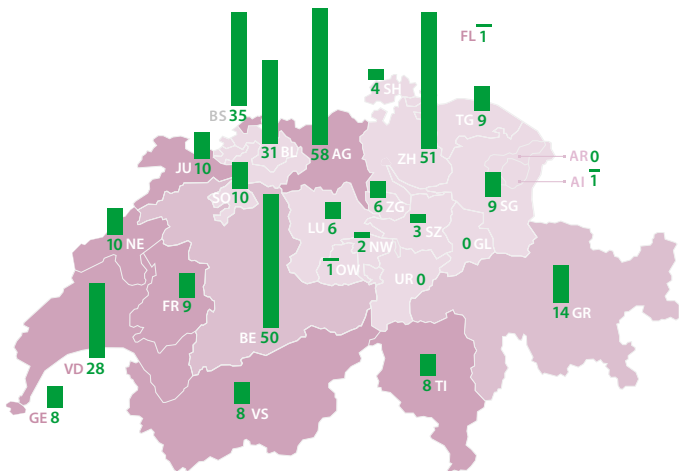 FL 1
4 SH
BS 35
TG 9
31 BL
58 AG
ZH 51
AR 0
JU 10
AI 1
SO 10
6 ZG
9 SG
LU 6
3 SZ
10 NE
2 NW
0 GL
1 OW
UR 0
FR 9
14 GR
BE 50
VD 28
8 TI
GE 8
8 VS